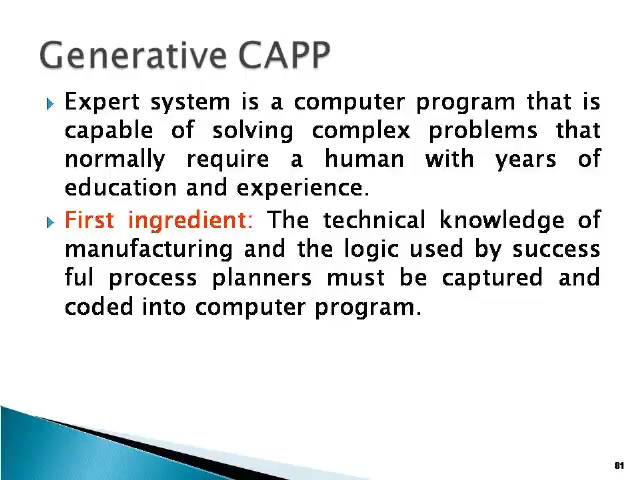 Generative CAPP
Expert system is a computer program that is
capable of solving complex problems that
normally require a human with years of
education and experience.
First ingredient: The technical knowledge of
manufacturing and the logic used by success
ful process planners must be captured and
coded into computer program.
81